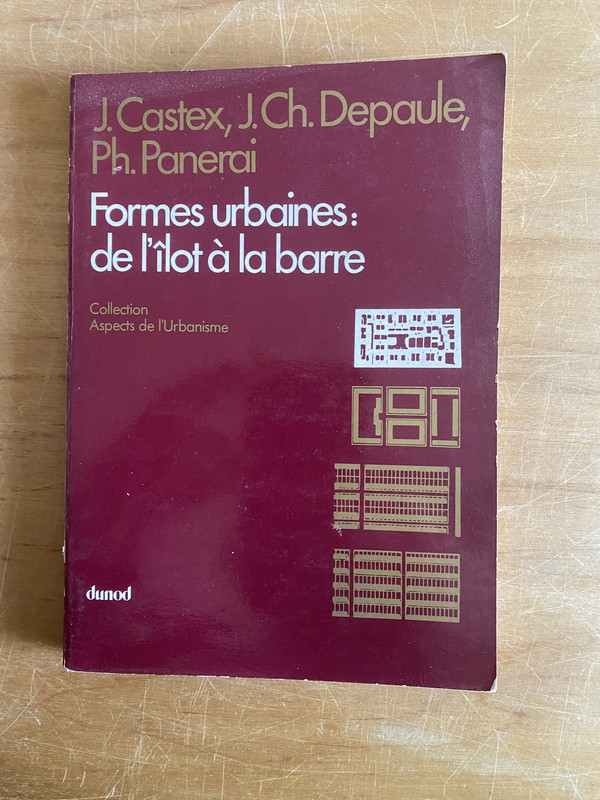 J. Castex, J. Ch. Depaule,
Ph. Panerai
Formes urbaines:
de l'îlot à la barre
Collection
Aspects de l'Urbanisme
dunod